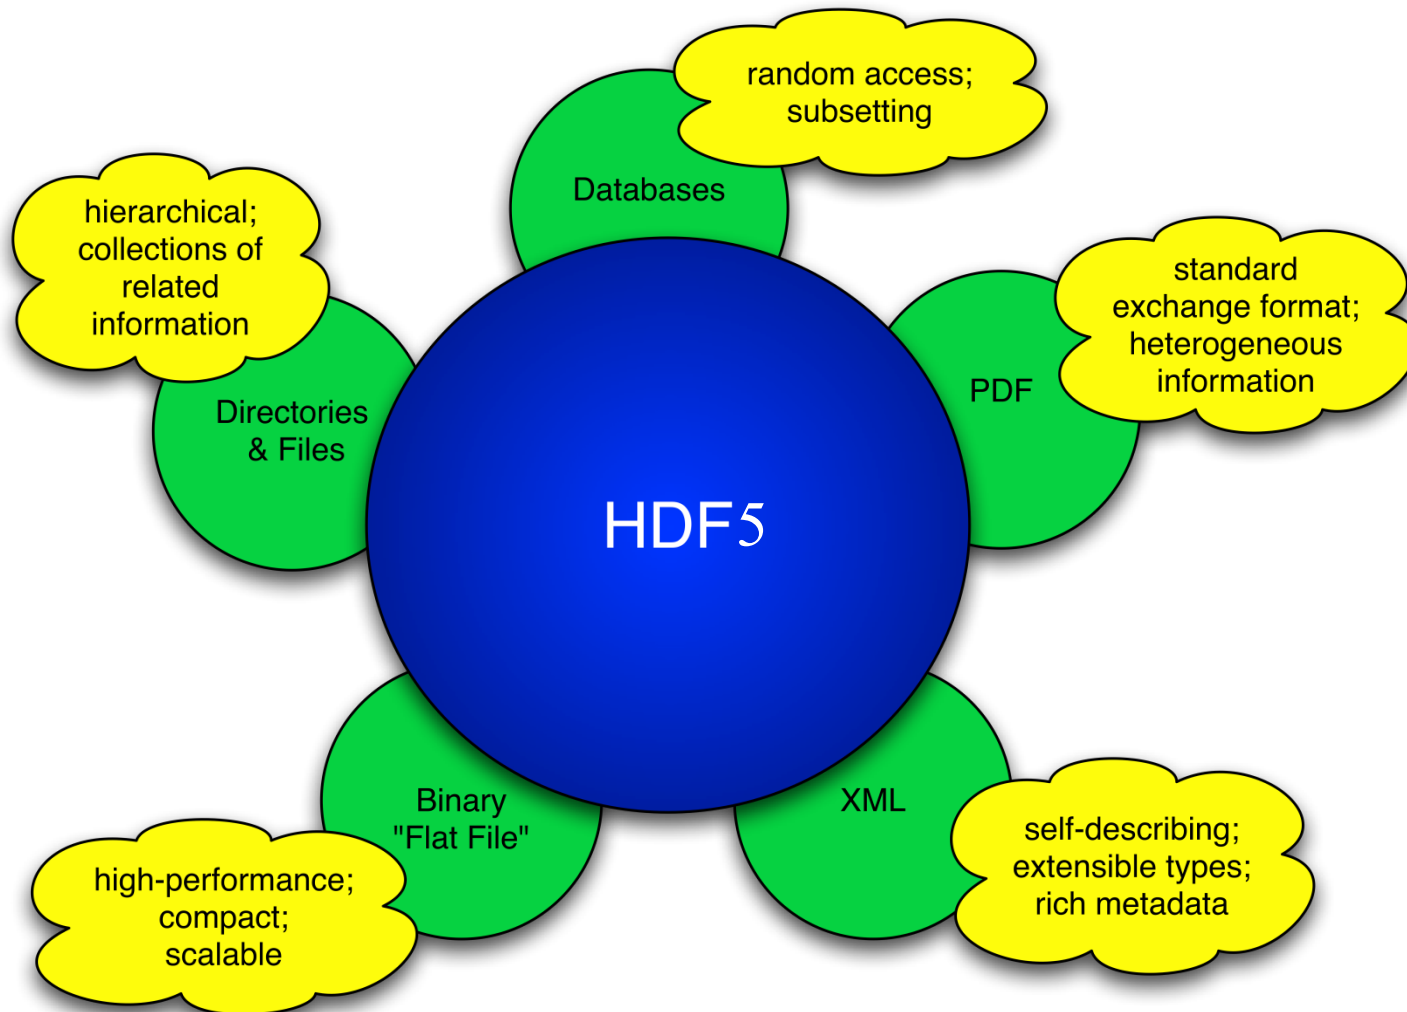 random access;
subsetting
Databases
hierarchical;
collections of
related
information
Directories
& Files
standard
exchange format;
heterogeneous
information
PDF
HDF5
Binary
"Flat File"
high-performance;
compact;
scalable
XML
self-describing;
extensible types;
rich metadata